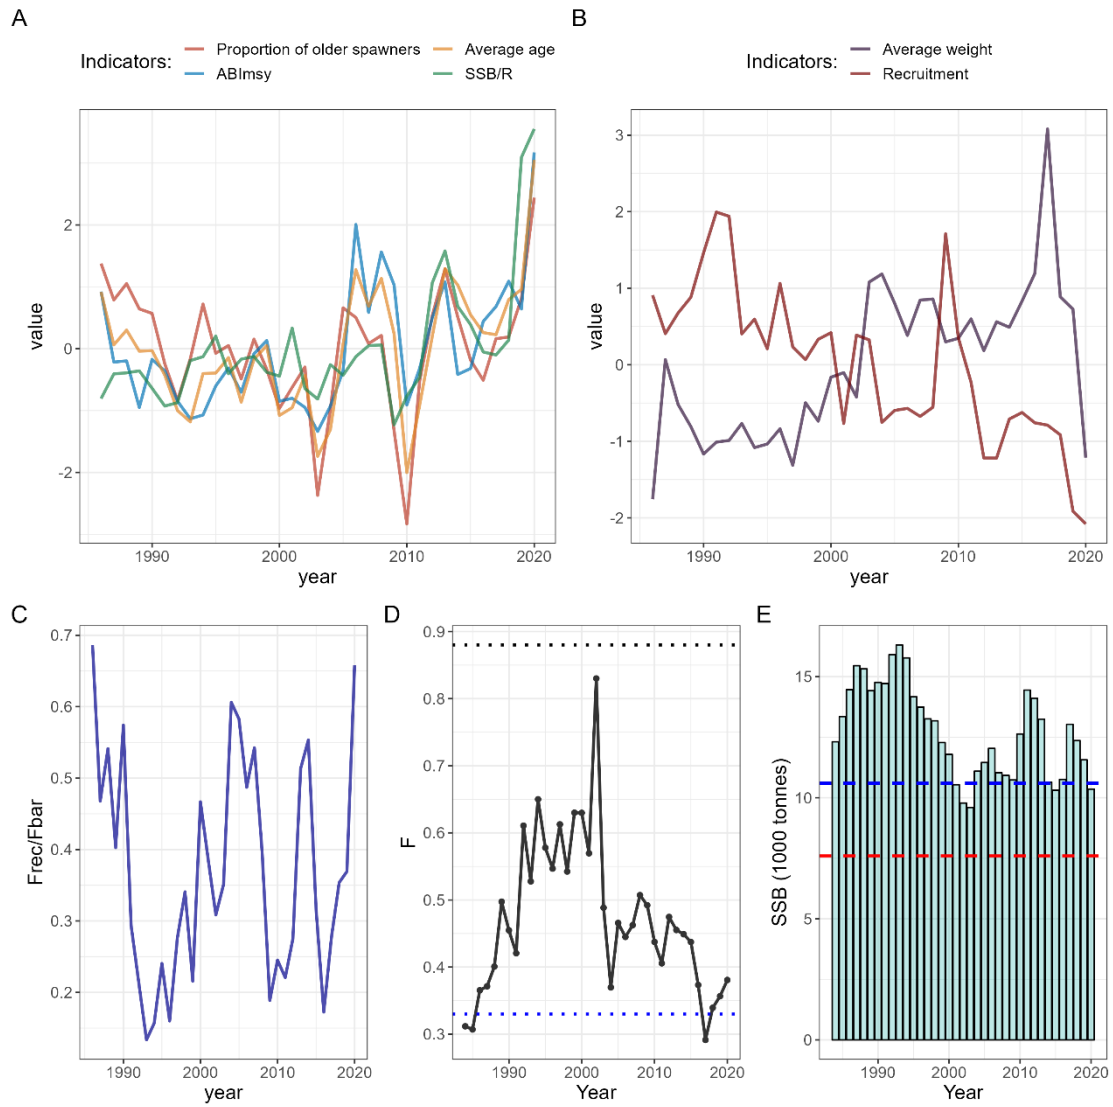 A
Indicators:
Proportion of older spawners
Average age
ABImsy
SSB/R
value
2
0
-2
1990
2000
2010
2020
year
B
Indicators:
Average weight
Recruitment
value
3
2
1
0
-1
-2
1990
2000
2010
2020
year
C
Frec/Fbar
0.7
0.6
0.5
0.4
0.3
0.2
1990
2000
2010
2020
year
D
F
0.9
0.8
0.7
0.6
0.5
0.4
0.3
1990
2000
2010
2020
Year
E
SSB (1000 tonnes)
15
10
5
0
1990
2000
2010
2020
Year